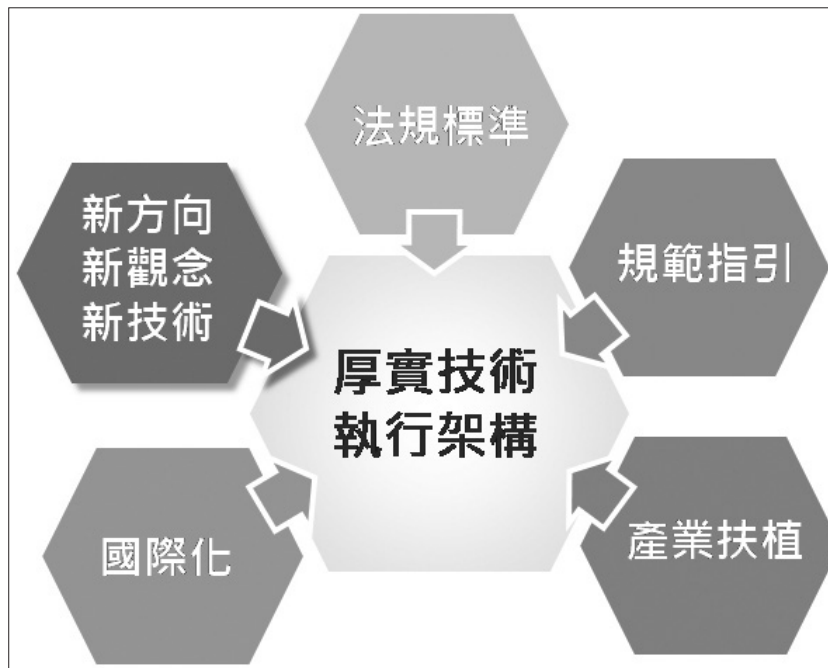 法規標準
新方向
新觀念
新技術
規範指引
厚實技術
執行架構
國際化
產業扶植